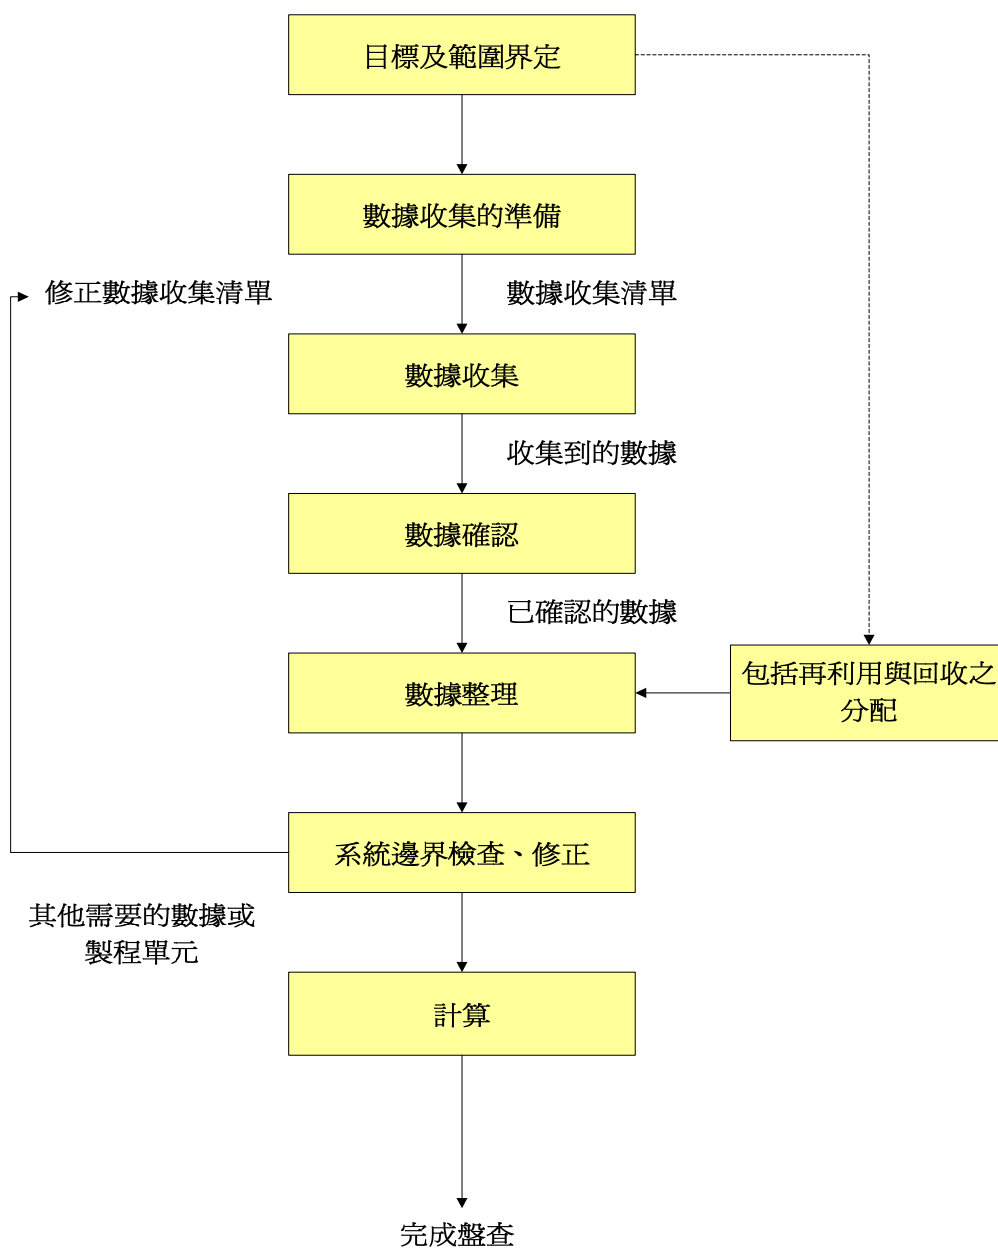 目標及範圍界定
數據收集的準備
修正數據收集清單
數據收集清單
數據收集
收集到的數據
數據確認
已確認的數據
數據整理
包括再利用與回收之
分配
系統邊界檢查、修正
其他需要的數據或
製程單元
計算
完成盤查